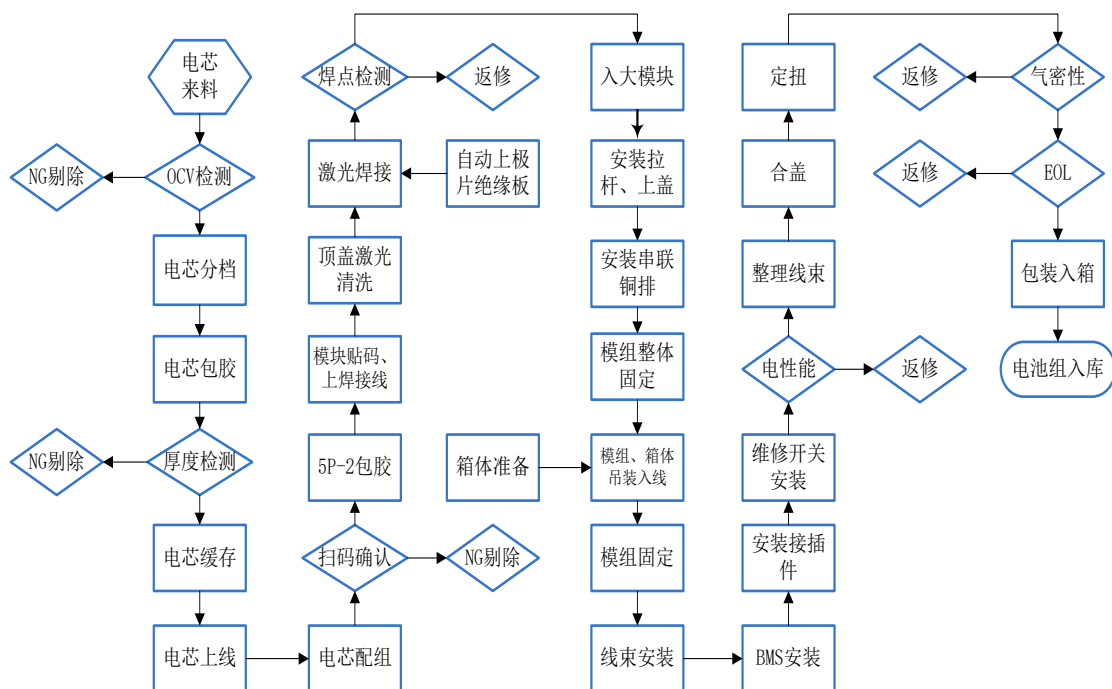 电芯
来料
OCV检测
NG剔除
电芯分档
电芯包胶
厚度检测
NG剔除
电芯缓存
电芯上线
电芯配组
扫码确认
NG剔除
5P-2包胶
模块贴码、
上焊接线
顶盖激光
清洗
激光焊接
自动上极
片绝缘板
焊点检测
返修
入大模块
安装拉
杆、上盖
安装串联
铜排
模组整体
固定
箱体准备
模组、箱体
吊装入线
模组固定
线束安装
BMS安装
安装接插
件
维修开关
安装
电性能
返修
整理线束
合盖
定扭
气密性
返修
EOL
返修
包装入箱
电池组入库